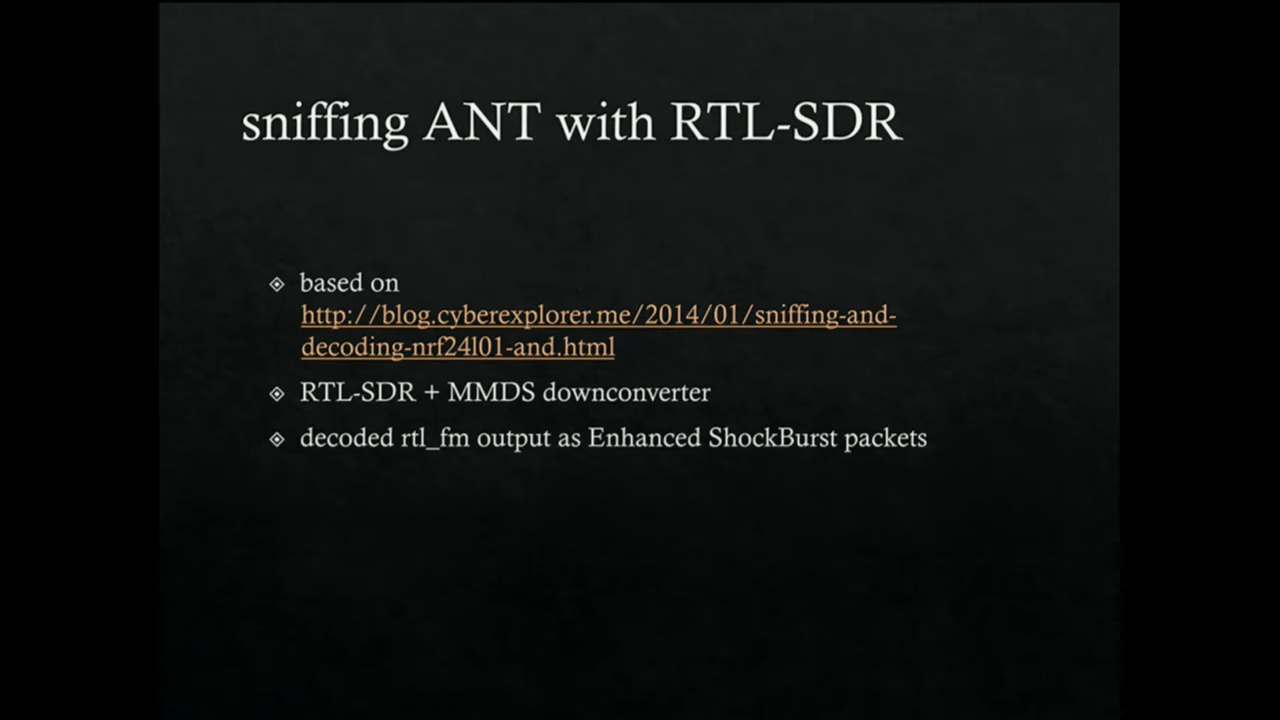 sniffing ANT with RTL-SDR
based on
http://blog.cyberexplorer.me/2014/01/sniffing-and-
decoding-nrf24l01-and.html
RTL-SDR + MMDS downconverter
decoded rtl_fm output as Enhanced ShockBurst packets